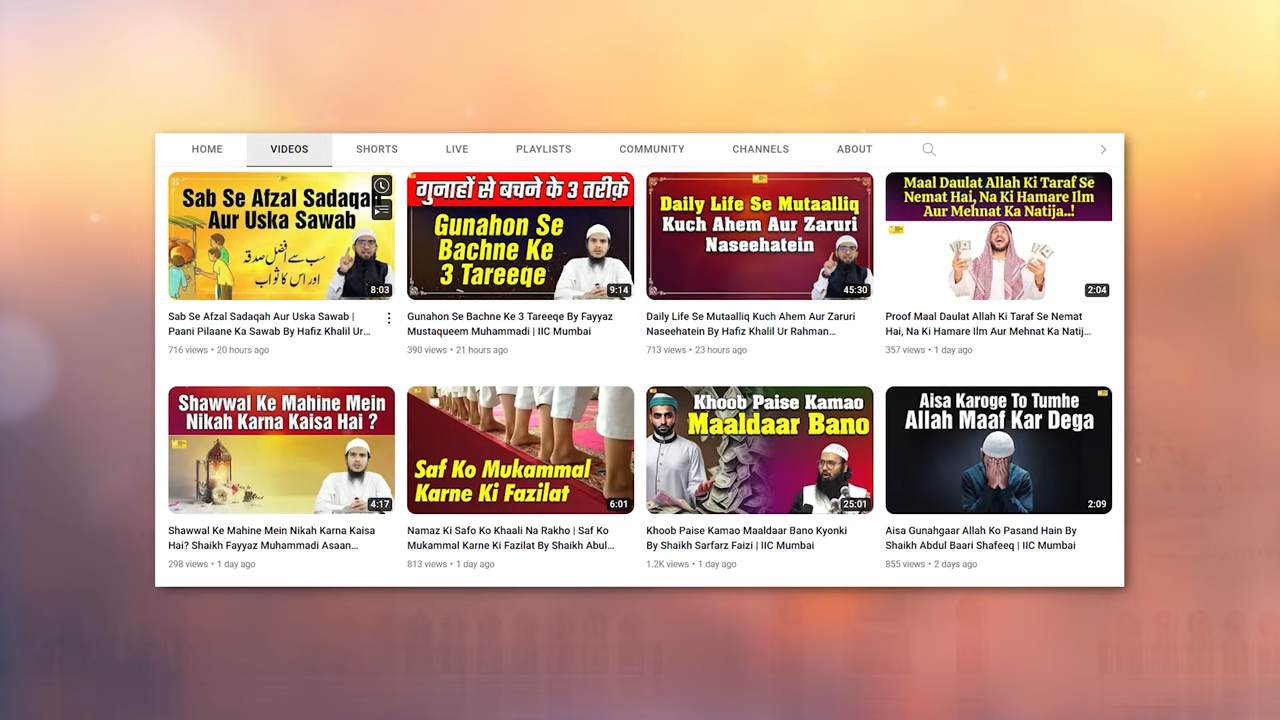 HOME VIDEOS SHORTS LIVE PLAYLISTS COMMUNITY CHANNELS ABOUT
Sab Se Afzal Sadaqah
Aur Uska Sawab
سب سے افضل صدقہ
اور اس کا ثواب
8:03
गुनाहों से बचने के 3 तरीक़े
Gunahon Se
Bachne Ke
3 Tareeqe
9:14
Daily Life Se Mutaalliq
Kuch Ahem Aur Zaruri
Naseehatein
45:30
Maal Daulat Allah Ki Taraf Se
Nemat Hai, Na Ki Hamare Ilm
Aur Mehnat Ka Natija..!
2:04
Sab Se Afzal Sadaqah Aur Uska Sawab |
Paani Pilaane Ka Sawab By Hafiz Khalil Ur...
716 views • 20 hours ago
Gunahon Se Bachne Ke 3 Tareeqe By Fayyaz
Mustaqueem Muhammadi | IIC Mumbai
390 views • 21 hours ago
Daily Life Se Mutaalliq Kuch Ahem Aur Zaruri
Naseehatein By Hafiz Khalil Ur Rahman...
713 views • 23 hours ago
Proof Maal Daulat Allah Ki Taraf Se Nemat
Hai, Na Ki Hamare Ilm Aur Mehnat Ka Natij...
357 views • 1 day ago
Shawwal Ke Mahine Mein
Nikah Karna Kaisa Hai ?
4:17
Saf Ko Mukammal
Karne Ki Fazilat
6:01
Khoob Paise Kamao
Maaldaar Bano
25:01
Aisa Karoge To Tumhe
Allah Maaf Kar Dega
2:09
Shawwal Ke Mahine Mein Nikah Karna Kaisa
Hai? Shaikh Fayyaz Muhammadi Asaan...
298 views • 1 day ago
Namaz Ki Safo Ko Khaali Na Rakho | Saf Ko
Mukammal Karne Ki Fazilat By Shaikh Abul...
813 views • 1 day ago
Khoob Paise Kamao Maaldaar Bano Kyonki
By Shaikh Sarfarz Faizi | IIC Mumbai
1.2K views • 1 day ago
Aisa Gunahgaar Allah Ko Pasand Hain By
Shaikh Abdul Baari Shafeeq | IIC Mumbai
855 views • 2 days ago